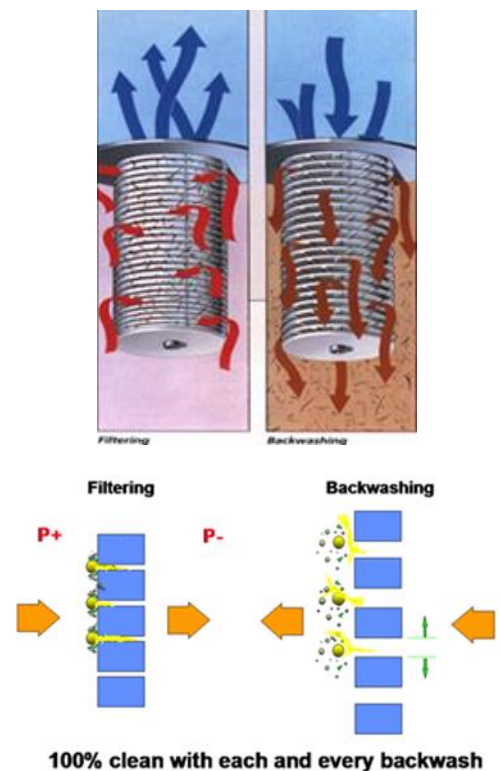 Filtering Backwashing
Filtering Backwashing
P+ P-
100% clean with each and every backwash